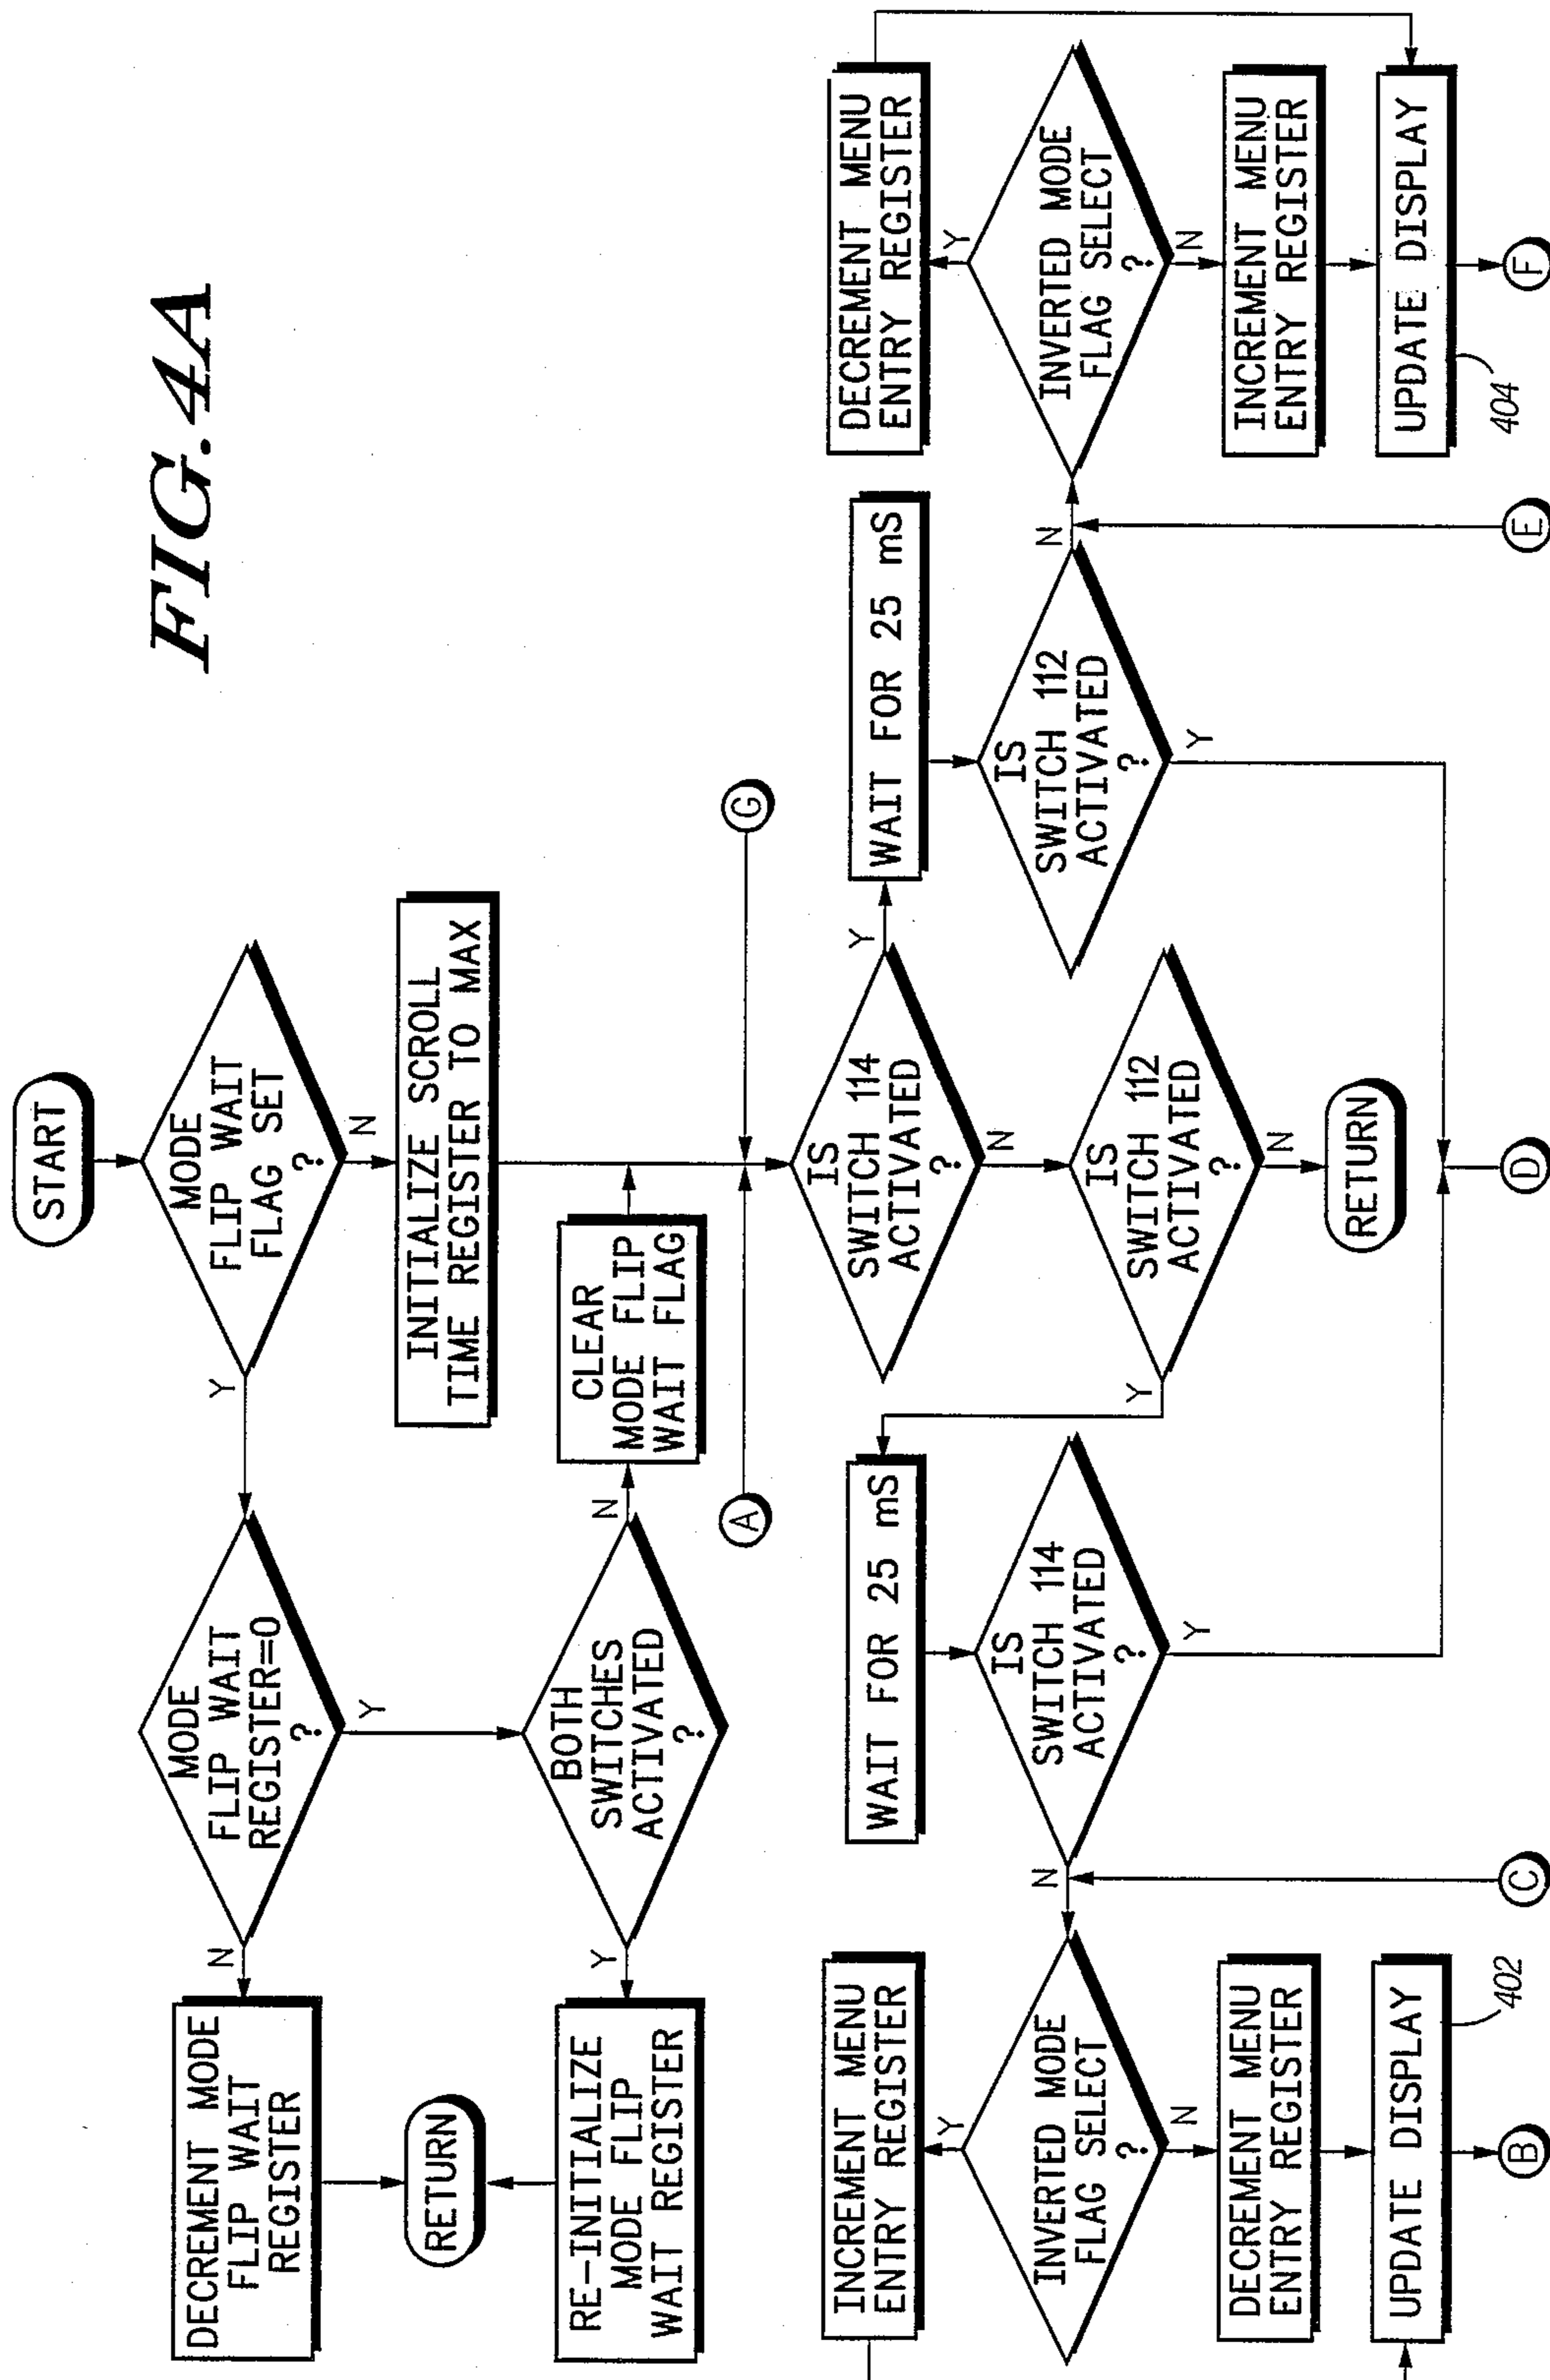 FIG.4A
START
MODE
FLIP WAIT
FLAG SET
?
Y
N
MODE
FLIP WAIT
REGISTER=0
?
N
Y
DECREMENT MODE
FLIP WAIT
REGISTER
RETURN
INITIALIZE SCROLL
TIME REGISTER TO MAX
BOTH
SWITCHES
ACTIVATED
?
Y
N
RE-INITIALIZE
MODE FLIP
WAIT REGISTER
CLEAR
MODE FLIP
WAIT FLAG
A
G
IS
SWITCH 114
ACTIVATED
?
Y
N
IS
SWITCH 112
ACTIVATED
?
Y
N
RETURN
WAIT FOR 25 mS
IS
SWITCH 114
ACTIVATED
?
N
Y
WAIT FOR 25 mS
IS
SWITCH 112
ACTIVATED
?
N
Y
INCREMENT MENU
ENTRY REGISTER
Y
INVERTED MODE
FLAG SELECT
?
N
DECREMENT MENU
ENTRY REGISTER
UPDATE DISPLAY
402
DECREMENT MENU
ENTRY REGISTER
Y
INVERTED MODE
FLAG SELECT
?
N
INCREMENT MENU
ENTRY REGISTER
UPDATE DISPLAY
404
B
C
D
E
F